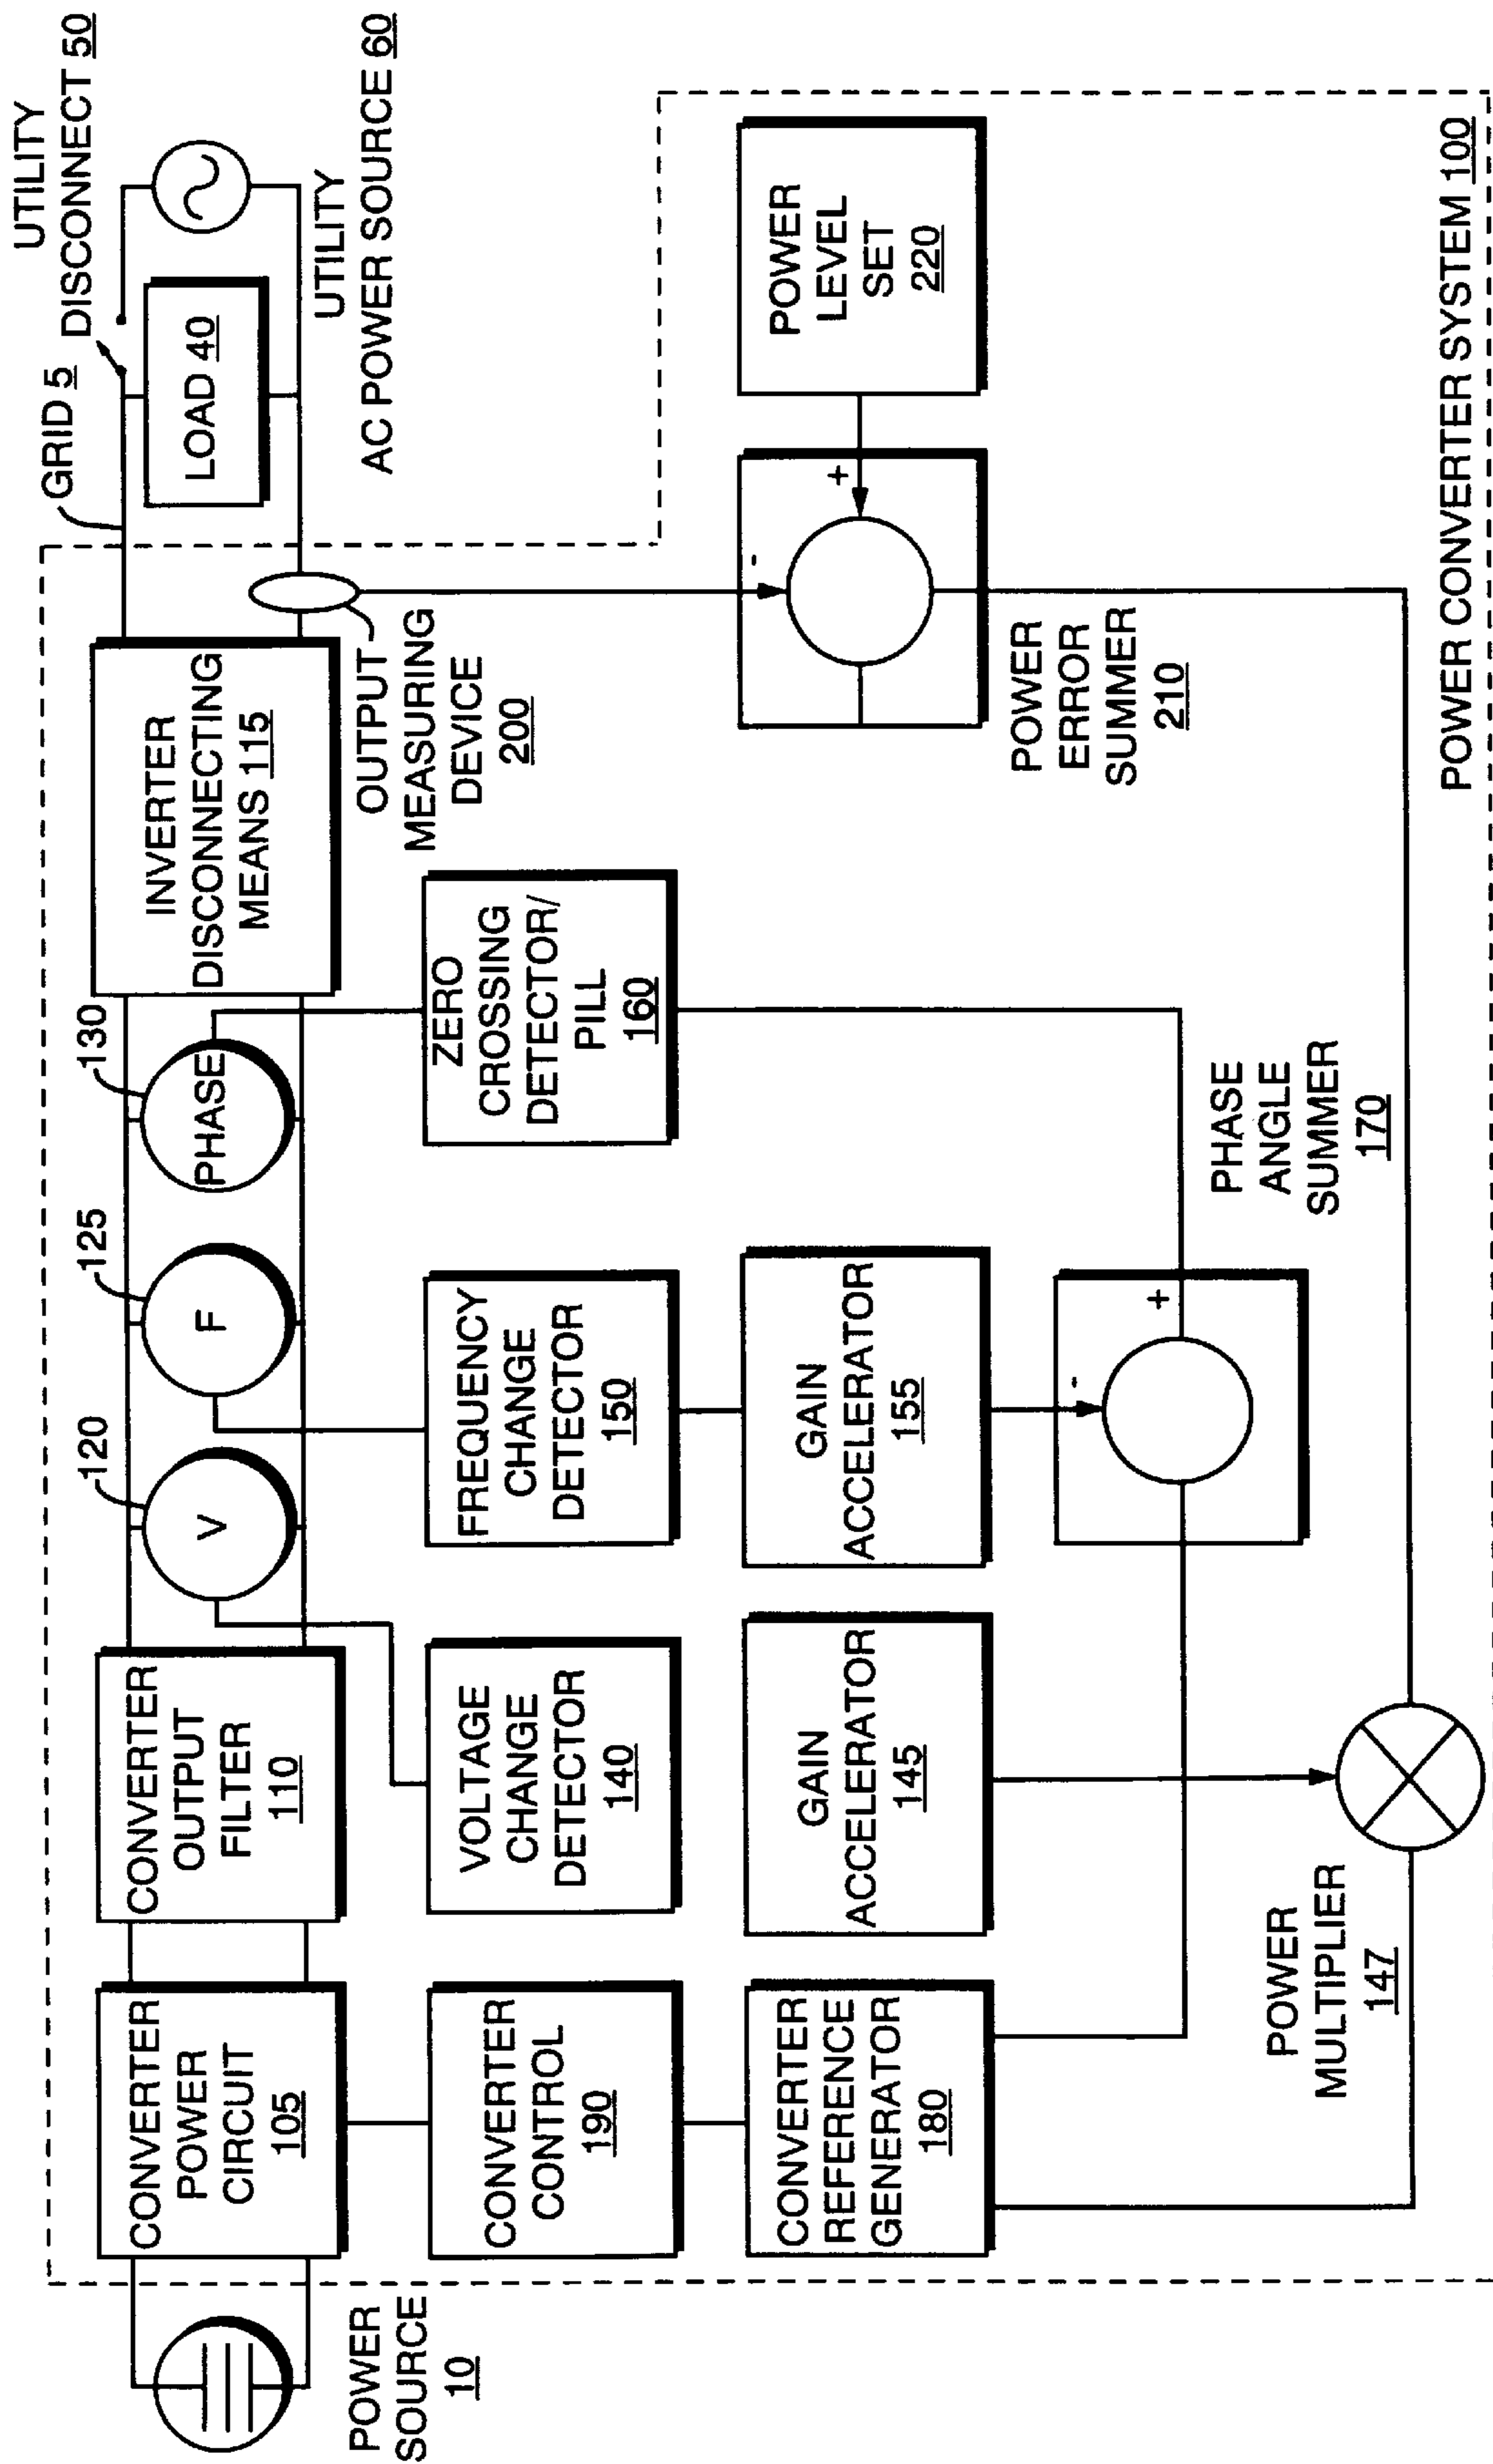 UTILITY
DISCONNECT 50
GRID 5
LOAD 40
UTILITY
AC POWER SOURCE 60
130
125
120
INVERTER
DISCONNECTING
MEANS 115
PHASE
F
V
CONVERTER
OUTPUT
FILTER
110
CONVERTER
POWER
CIRCUIT
105
POWER
SOURCE
10
OUTPUT
MEASURING
DEVICE
200
ZERO
CROSSING
DETECTOR/
PILL
160
FREQUENCY
CHANGE
DETECTOR
150
VOLTAGE
CHANGE
DETECTOR
140
CONVERTER
CONTROL
190
POWER
LEVEL
SET
220
+
-
POWER
ERROR
SUMMER
210
GAIN
ACCELERATOR
155
GAIN
ACCELERATOR
145
CONVERTER
REFERENCE
GENERATOR
180
+
-
PHASE
ANGLE
SUMMER
170
POWER
MULTIPLIER
147
POWER CONVERTER SYSTEM 100